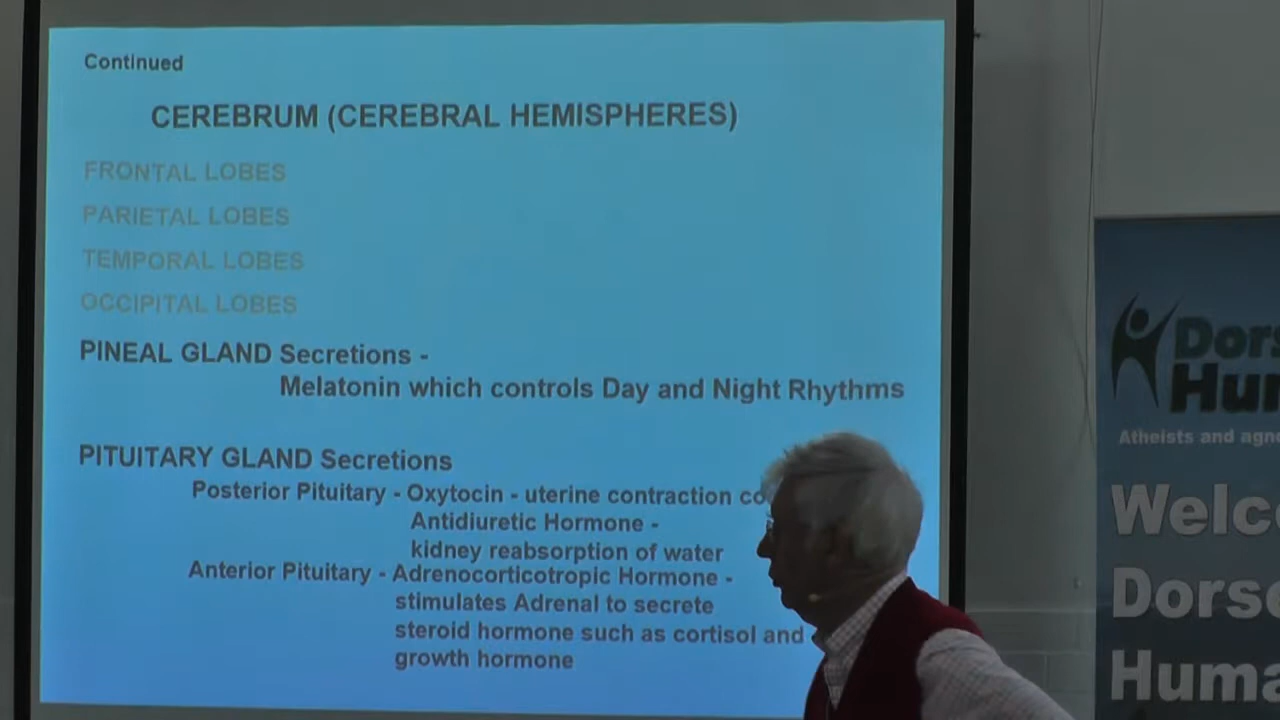 Continued
CEREBRUM (CEREBRAL HEMISPHERES)
FRONTAL LOBES
PARIETAL LOBES
TEMPORAL LOBES
OCCIPITAL LOBES
PINEAL GLAND Secretions -
Melatonin which controls Day and Night Rhythms
PITUITARY GLAND Secretions
Posterior Pituitary - Oxytocin - uterine contraction co
Antidiuretic Hormone -
kidney reabsorption of water
Anterior Pituitary - Adrenocorticotropic Hormone -
stimulates Adrenal to secrete
steroid hormone such as cortisol and
growth hormone
Dors
Hum
Atheists and agn
Welc
Dorse
Huma